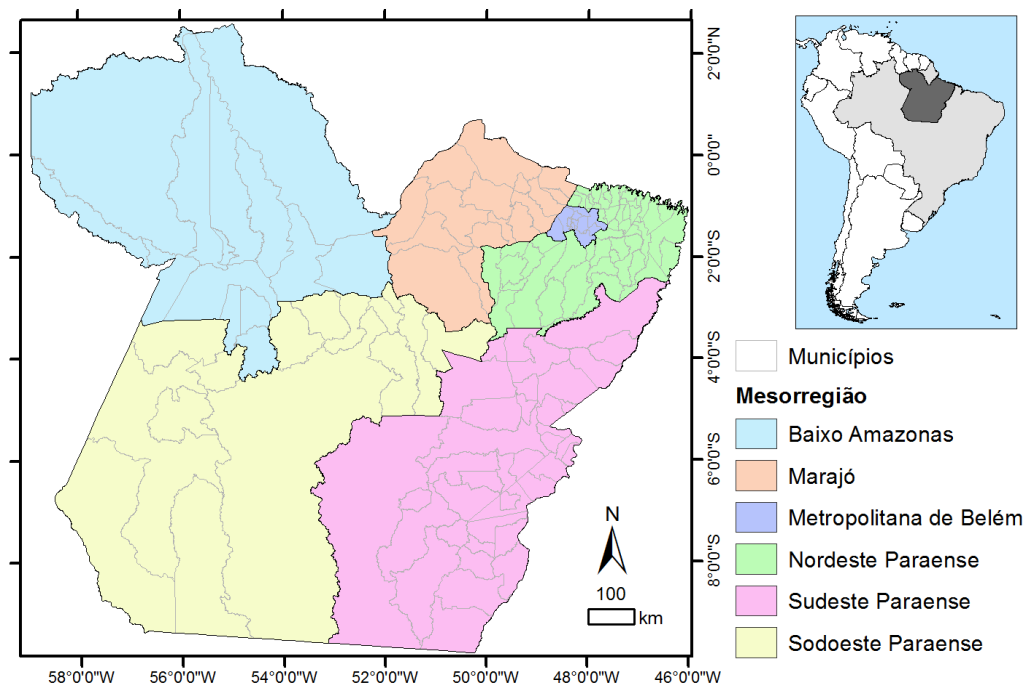 2°0'0"N
0°0'0"
2°0'0"S
4°0'0"S
6°0'0"S
8°0'0"S
58°0'0"W
56°0'0"W
54°0'0"W
52°0'0"W
50°0'0"W
48°0'0"W
46°0'0"W
N
100
km
Municípios
Mesorregião
Baixo Amazonas
Marajó
Metropolitana de Belém
Nordeste Paraense
Sudeste Paraense
Sodoeste Paraense